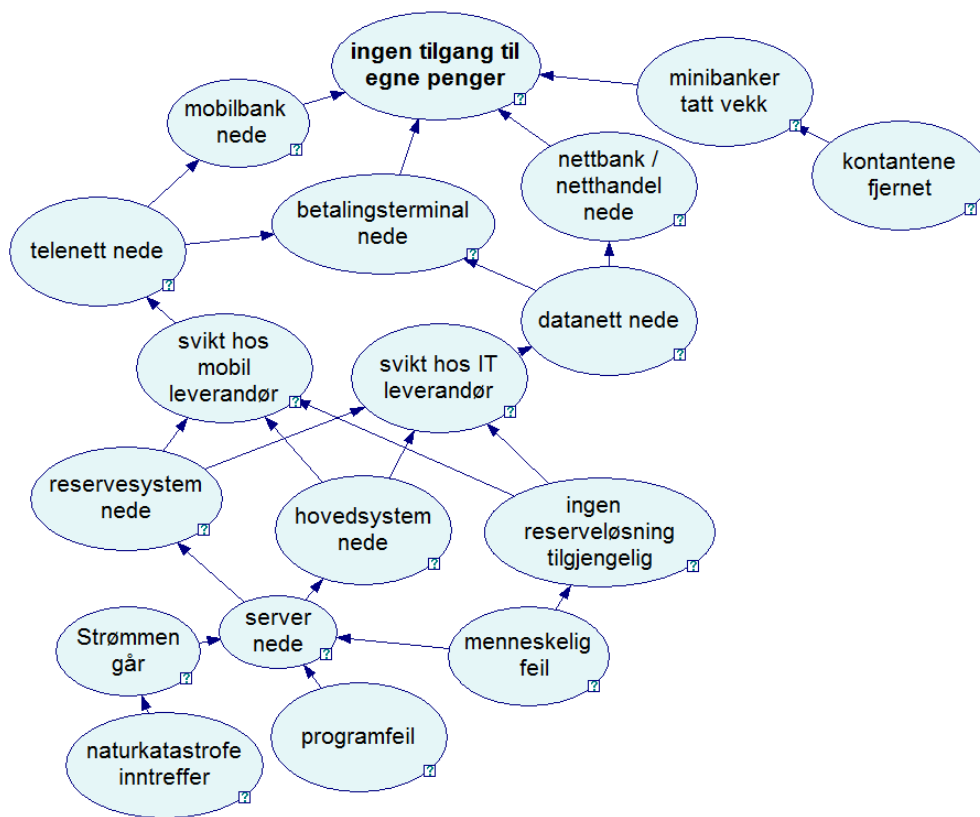 ingen tilgang til
egne penger
minibanker
tatt vekk
mobilbank
nede
nettbank /
netthandel
nede
kontantene
fjernet
betalingsterminal
nede
telenett nede
datanett nede
svikt hos
mobil
leverandør
svikt hos IT
leverandør
reservesystem
nede
hovedsystem
nede
ingen
reserveløsning
tilgjengelig
server
nede
Strømmen
går
menneskelig
feil
programfeil
naturkatastrofe
inntreffer